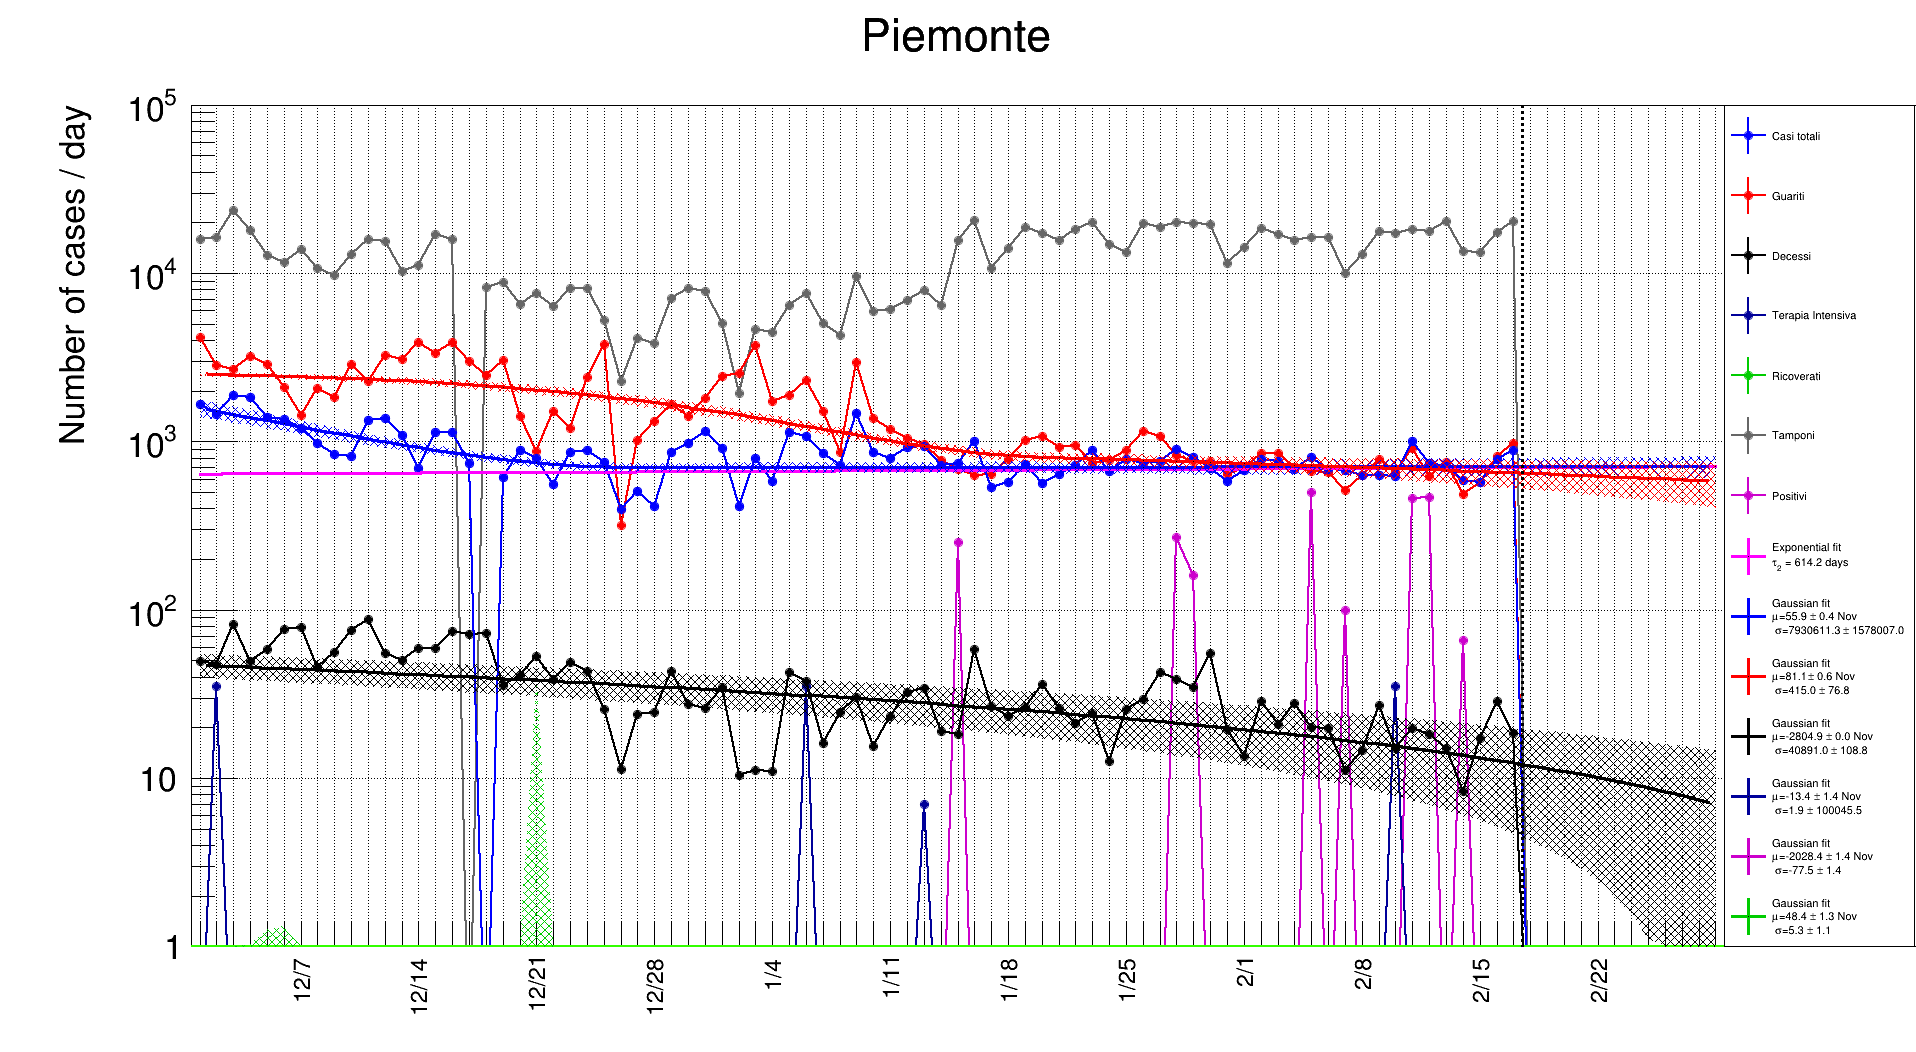 Piemonte
Number of cases / day
10^5
10^4
10^3
10^2
10
1
12/7
12/14
12/21
12/28
1/4
1/11
1/18
1/25
2/1
2/8
2/15
2/22
Casi totali
Guariti
Decessi
Terapia Intensiva
Ricoverati
Tamponi
Positivi
Exponential fit
τ_2 = 614.2 days
Gaussian fit
μ=55.9 ± 0.4 Nov
σ=7930611.3 ± 1578007.0
Gaussian fit
μ=81.1 ± 0.6 Nov
σ=415.0 ± 76.8
Gaussian fit
μ=-2804.9 ± 0.0 Nov
σ=40891.0 ± 108.8
Gaussian fit
μ=-13.4 ± 1.4 Nov
σ=1.9 ± 100045.5
Gaussian fit
μ=-2028.4 ± 1.4 Nov
σ=-77.5 ± 1.4
Gaussian fit
μ=48.4 ± 1.3 Nov
σ=5.3 ± 1.1